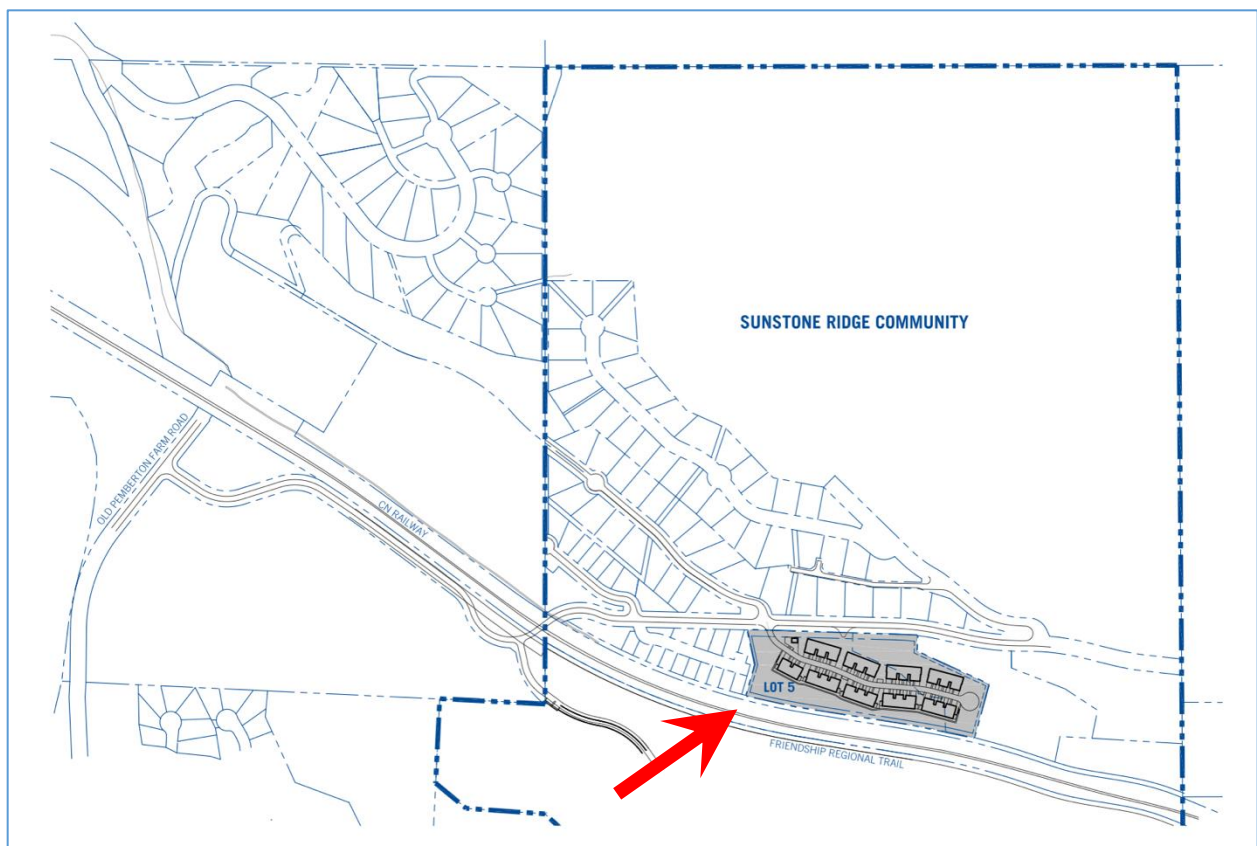 SUNSTONE RIDGE COMMUNITY
OLD PEMBERTON FARM ROAD
CN RAILWAY
LOT 5
FRIENDSHIP REGIONAL TRAIL